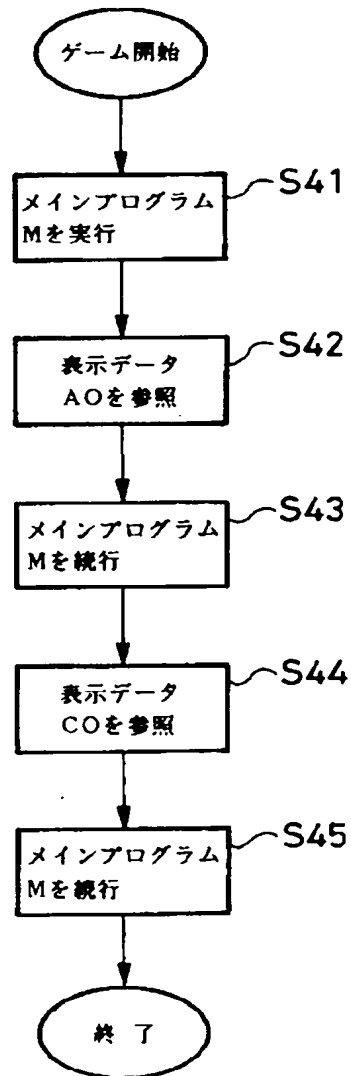 ゲーム開始
S41
メインプログラム
Mを実行
S42
表示データ
AOを参照
S43
メインプログラム
Mを続行
S44
表示データ
COを参照
S45
メインプログラム
Mを続行
終了